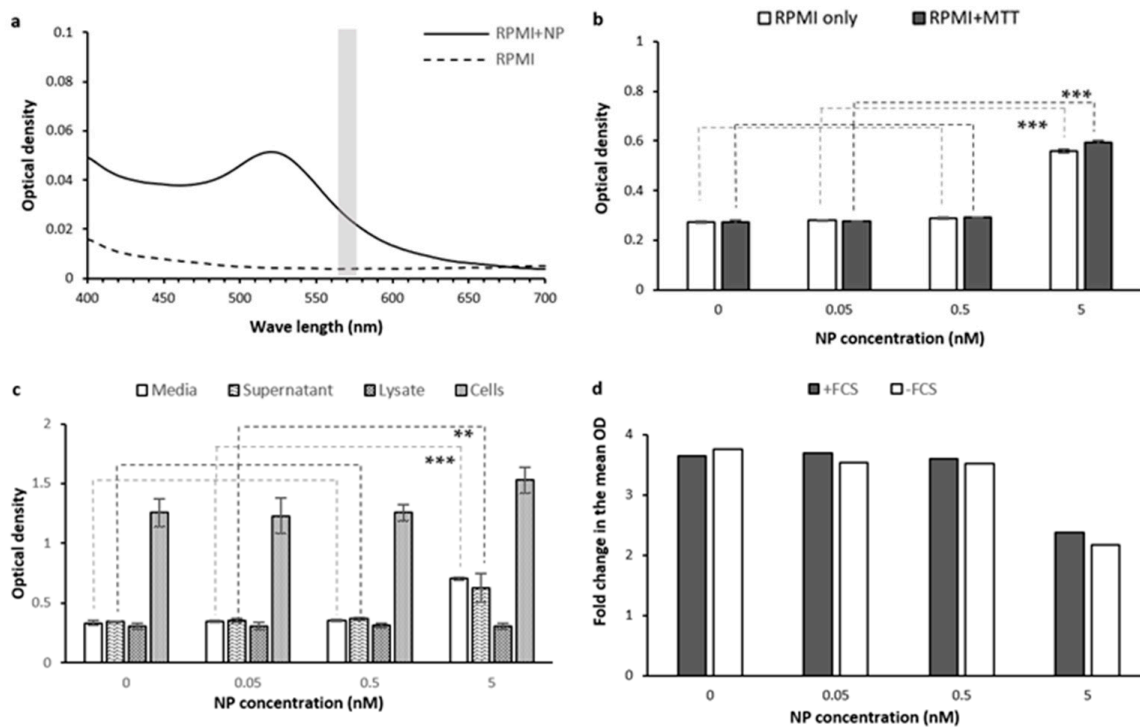 a
RPMI+NP
RPMI
0.1
0.08
0.06
0.04
0.02
0
Optical density
400 450 500 550 600 650 700
Wave length (nm)
b
RPMI only RPMI+MTT
1
0.8
0.6
0.4
0.2
0
Optical density
***
***
0 0.05 0.5 5
NP concentration (nM)
c
Media Supernatant Lysate Cells
2
1.5
1
0.5
0
Optical density
**
***
0 0.05 0.5 5
NP concentration (nM)
d
+FCS -FCS
4
3
2
1
0
Fold change in the mean OD
0 0.05 0.5 5
NP concentration (nM)